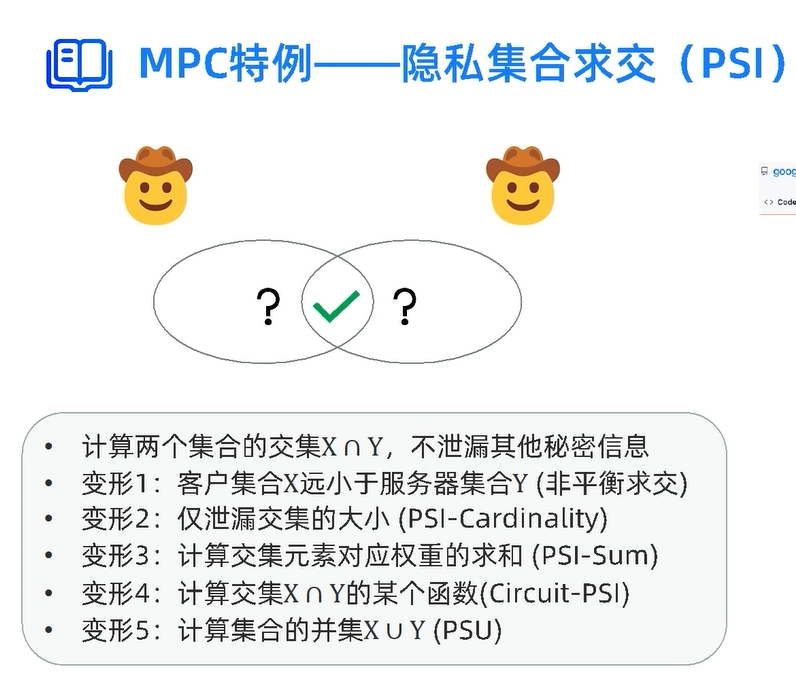 MPC特例——隐私集合求交（PSI）
goog
<> Code
? ?
• 计算两个集合的交集X ∩ Y，不泄漏其他秘密信息
• 变形1：客户集合X远小于服务器集合Y (非平衡求交)
• 变形2：仅泄漏交集的大小 (PSI-Cardinality)
• 变形3：计算交集元素对应权重的求和 (PSI-Sum)
• 变形4：计算交集X ∩ Y的某个函数(Circuit-PSI)
• 变形5：计算集合的并集X ∪ Y (PSU)